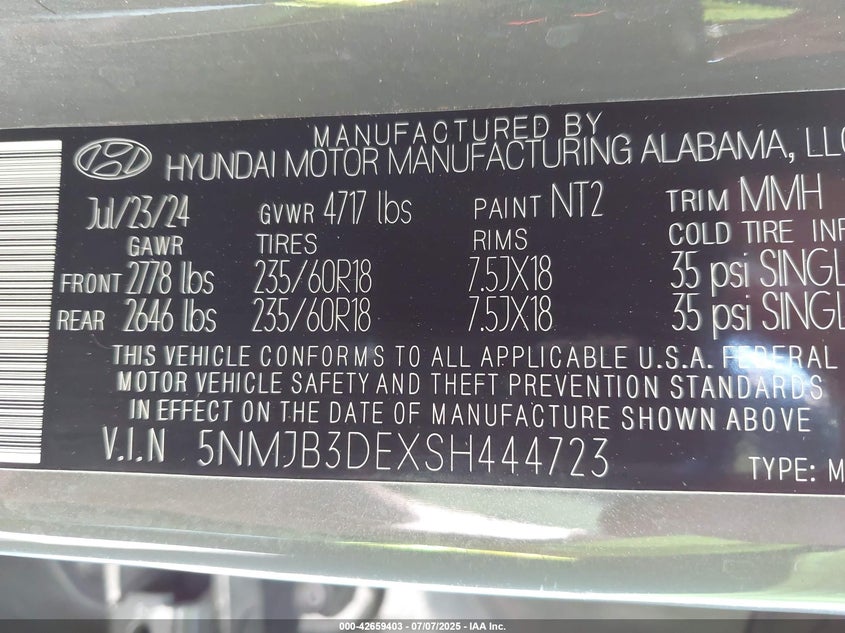 MANUFACTURED BY
HYUNDAI MOTOR MANUFACTURING ALABAMA, LLC
Jul/23/24 GVWR 4717 lbs PAINT NT2 TRIM MMH
GAWR TIRES RIMS COLD TIRE INF
FRONT 2778 lbs 235/60R18 7.5JX18 35 psi SINGL
REAR 2646 lbs 235/60R18 7.5JX18 35 psi SINGL
THIS VEHICLE CONFORMS TO ALL APPLICABLE U.S.A. FEDERAL
MOTOR VEHICLE SAFETY AND THEFT PREVENTION STANDARDS
IN EFFECT ON THE DATE OF MANUFACTURE SHOWN ABOVE
V.I.N 5NMJB3DEXSH444723
TYPE: M
000-42659403 - 07/07/2025 - IAA Inc.